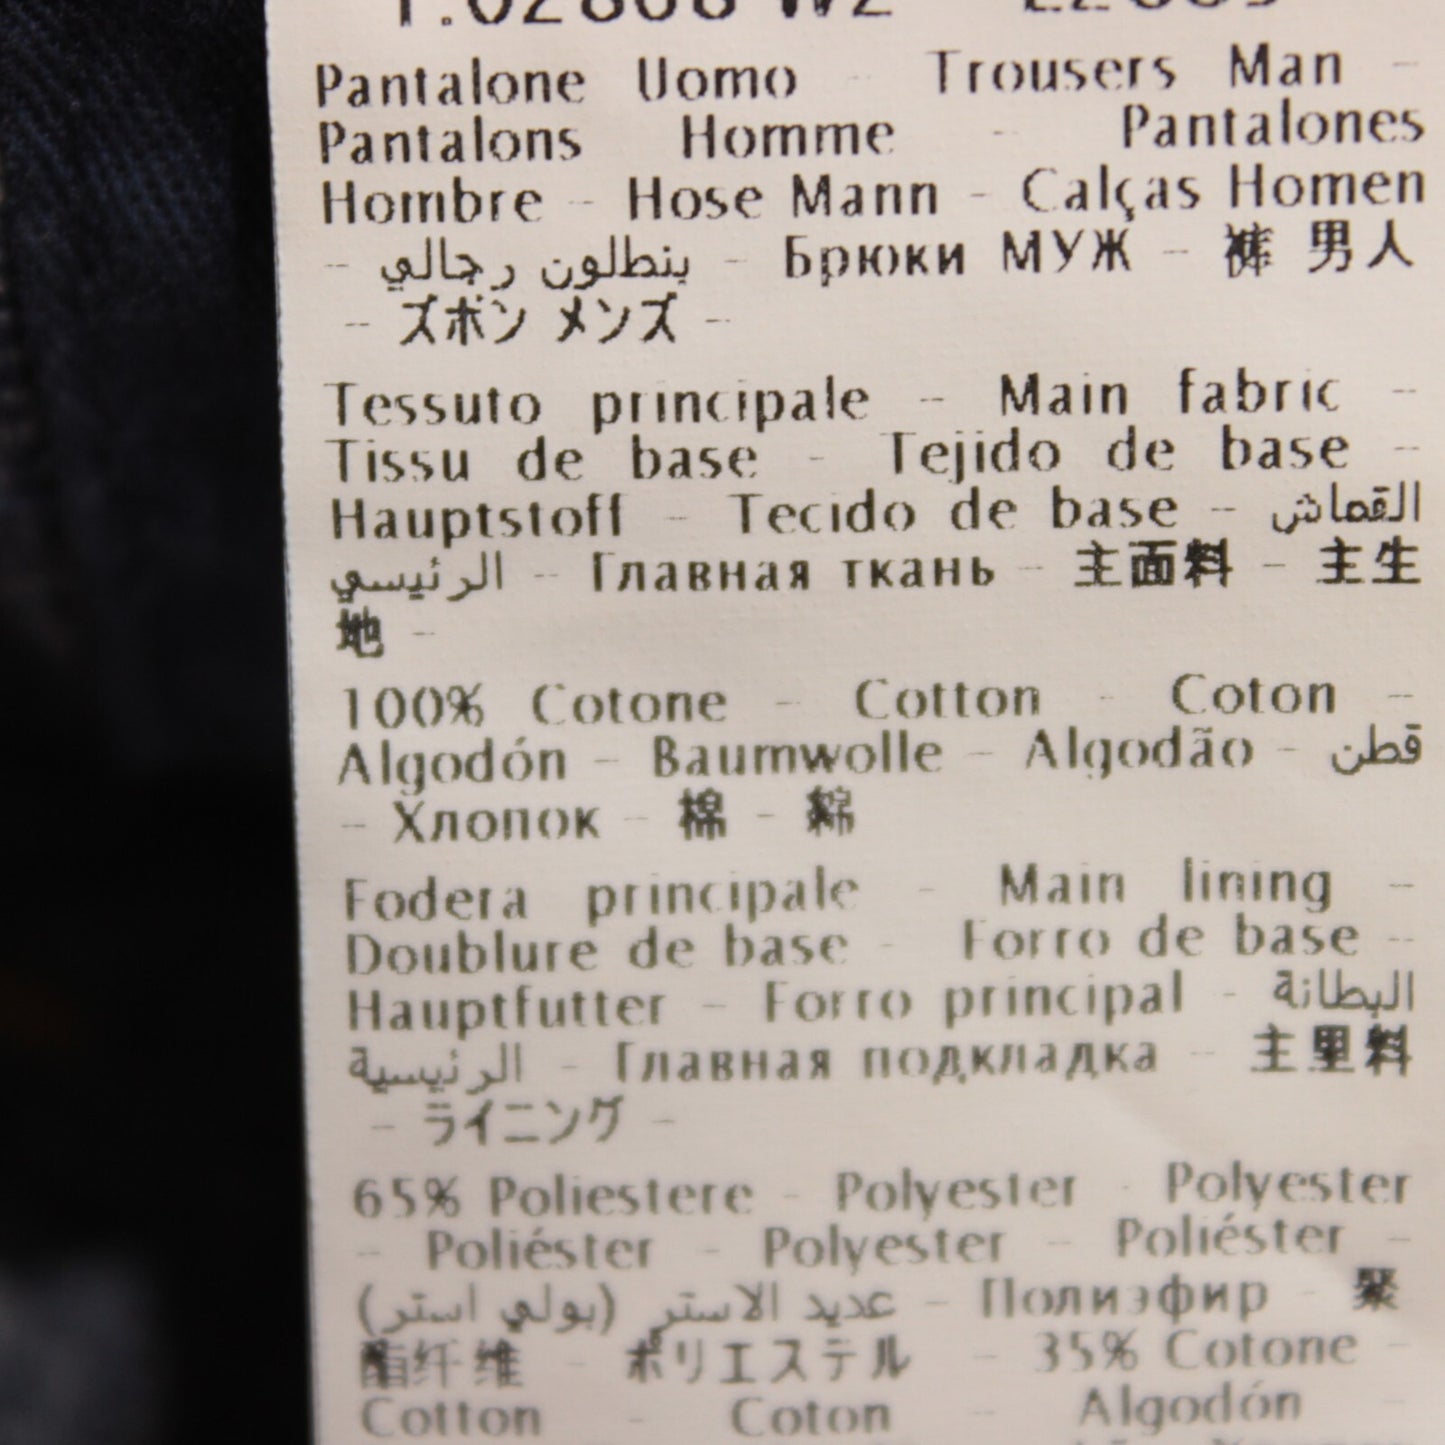 Pantalone Uomo - Trousers Man -
Pantalons Homme - Pantalones
Hombre - Hose Mann - Calças Homen
- بنطلون رجالي - Брюки МУЖ - 裤 男人
- ズボン メンズ -
Tessuto principale - Main fabric -
Tissu de base - Tejido de base -
Hauptstoff - Tecido de base - القماش
الرئيسي - Главная ткань - 主面料 - 主生
地 -
100% Cotone - Cotton - Coton -
Algodón - Baumwolle - Algodão - قطن
- Хлопок - 棉 - 綿
Fodera principale - Main lining -
Doublure de base - Forro de base -
Hauptfutter - Forro principal - البطانة
الرئيسية - Главная подкладка - 主里料
- ライニング -
65% Poliestere - Polyester - Polyester
- Poliéster - Polyester - Poliéster -
عديد الاستر (بولي استر) - Полиэфир - 聚
酯纤维 - ポリエステル - 35% Cotone -
Cotton - Coton - Algodón